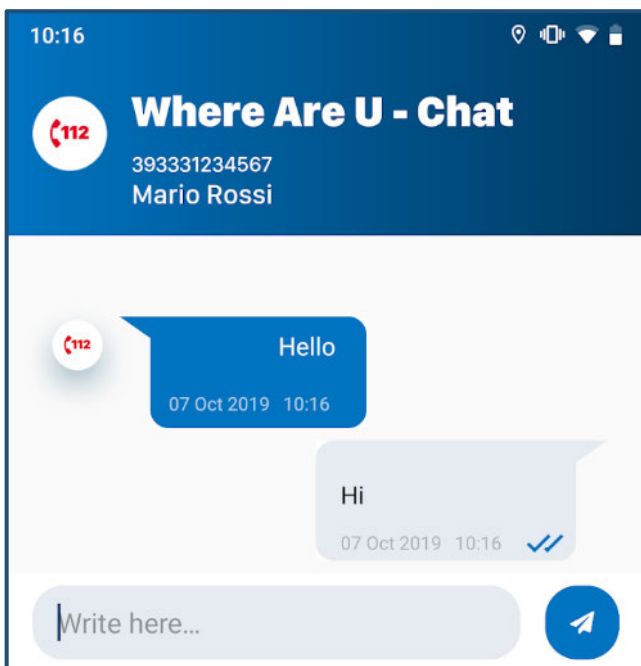 10:16
Where Are U - Chat
112
393331234567
Mario Rossi
112
Hello
07 Oct 2019 10:16
Hi
07 Oct 2019 10:16
Write here...